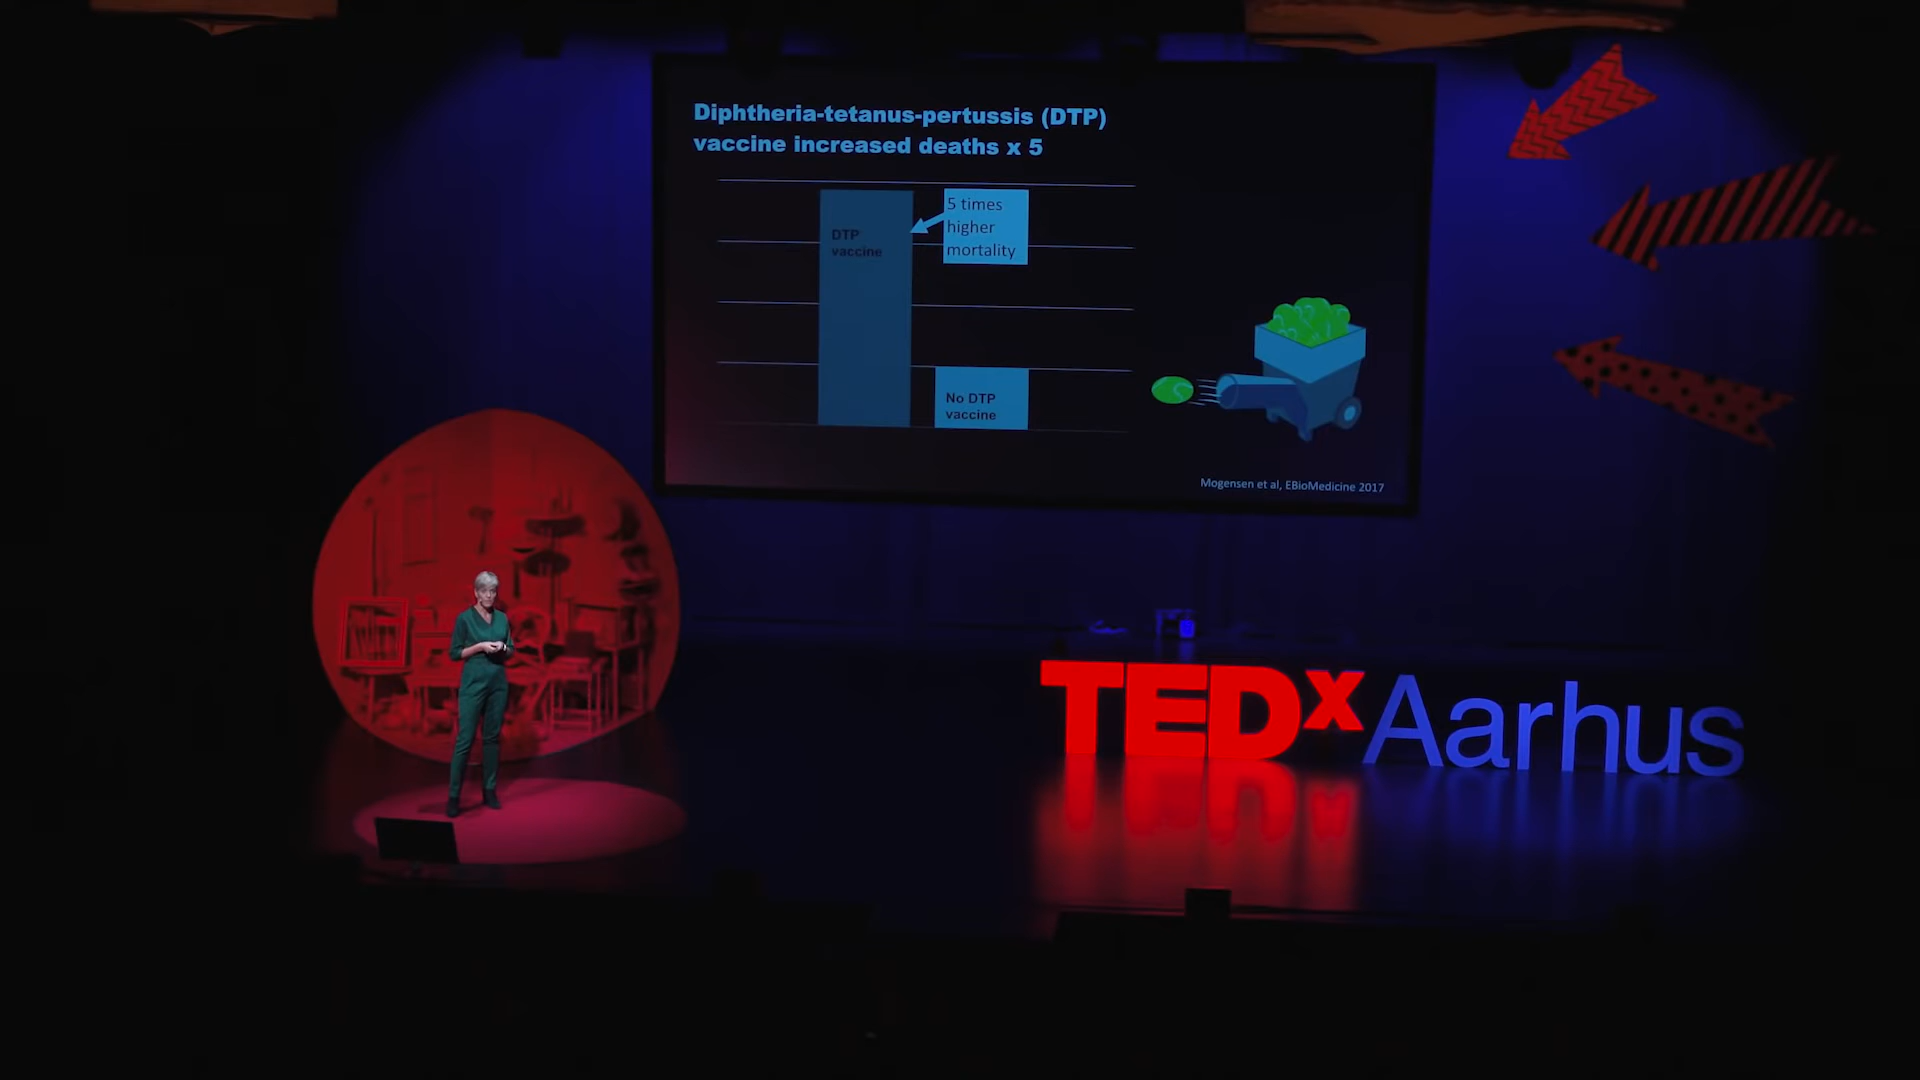 Diphtheria-tetanus-pertussis (DTP)
vaccine increased deaths x 5
5 times
higher
mortality
DTP
vaccine
No DTP
vaccine
Mogensen et al, EBioMedicine 2017
TEDxAarhus